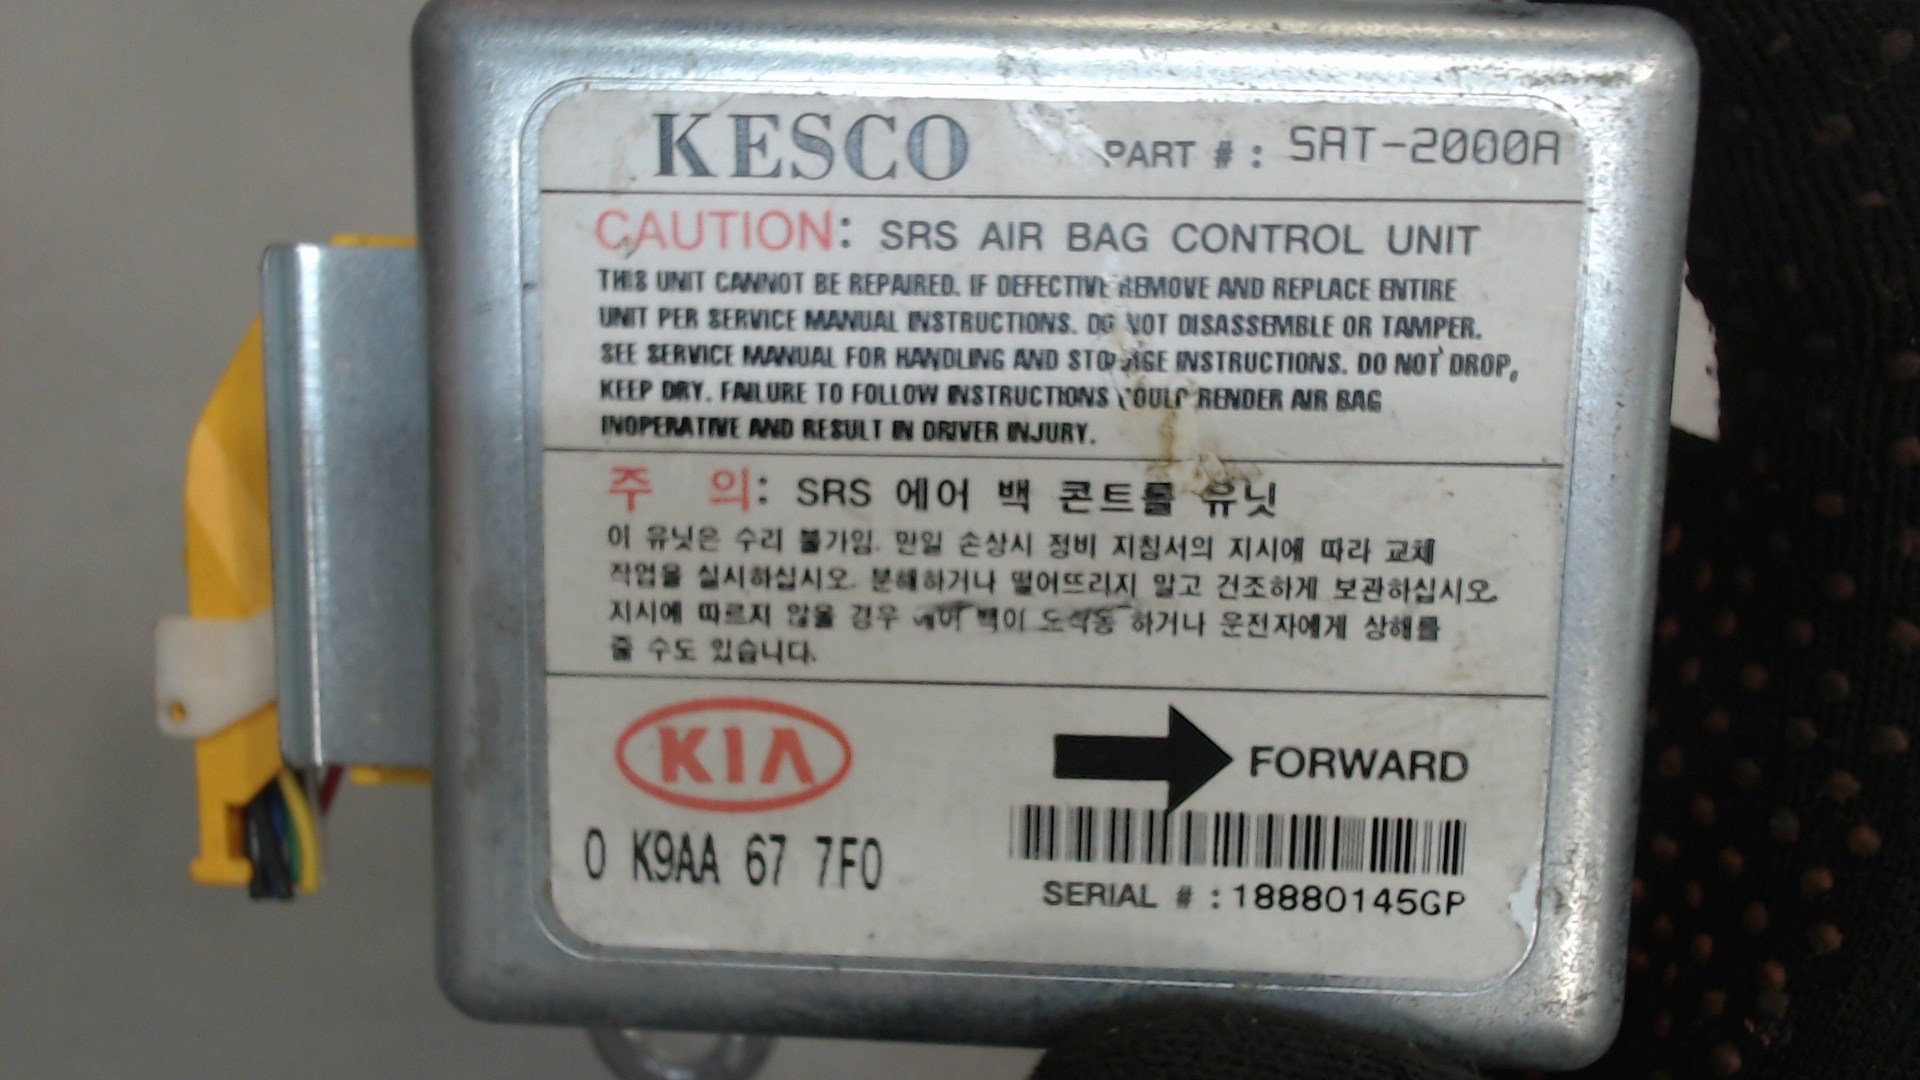 KESCO PART # : SAT-2000A
CAUTION: SRS AIR BAG CONTROL UNIT
THIS UNIT CANNOT BE REPAIRED. IF DEFECTIVE REMOVE AND REPLACE ENTIRE
UNIT PER SERVICE MANUAL INSTRUCTIONS. DO NOT DISASSEMBLE OR TAMPER.
SEE SERVICE MANUAL FOR HANDLING AND STORAGE INSTRUCTIONS. DO NOT DROP,
KEEP DRY. FAILURE TO FOLLOW INSTRUCTIONS COULD RENDER AIR BAG
INOPERATIVE AND RESULT IN DRIVER INJURY.
주 의: SRS 에어 백 콘트롤 유닛
이 유닛은 수리 불가임. 만일 손상시 정비 지침서의 지시에 따라 교체
작업을 실시하십시오. 분해하거나 떨어뜨리지 말고 건조하게 보관하십시오.
지시에 따르지 않을 경우 에어 백이 도작동 하거나 운전자에게 상해를
줄 수도 있습니다.
KIA FORWARD
0 K9AA 67 7F0
SERIAL # : 18880145GP